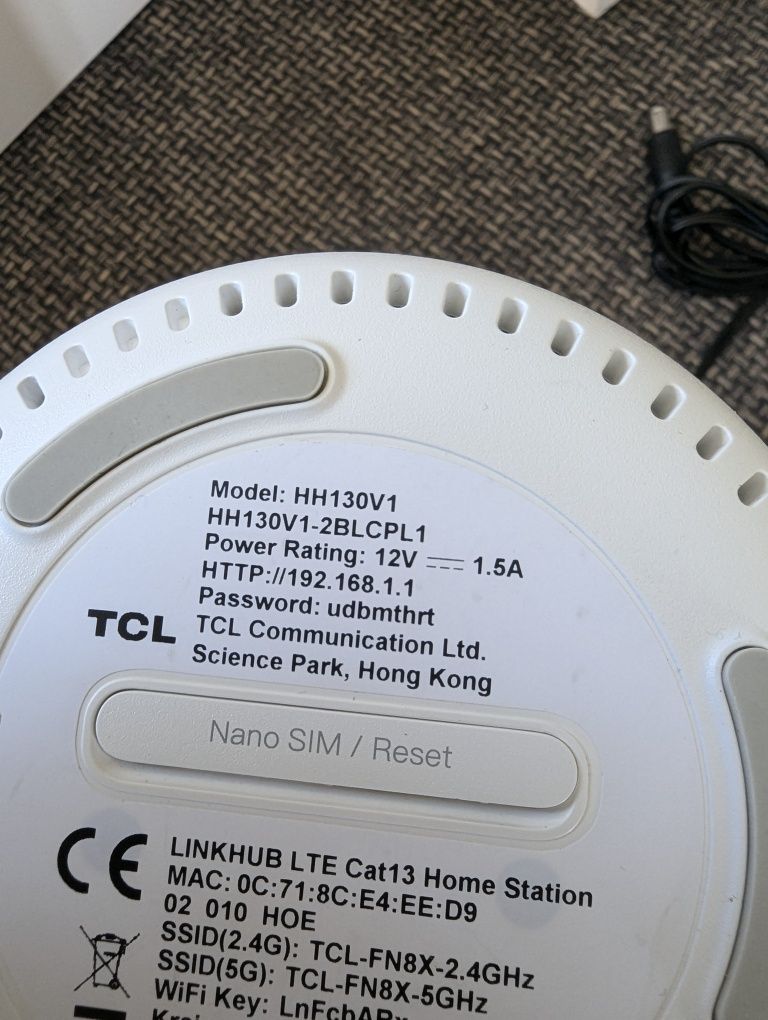 Model: HH130V1
HH130V1-2BLCPL1
Power Rating: 12V ⎓ 1.5A
HTTP://192.168.1.1
Password: udbmthrt
TCL
TCL Communication Ltd.
Science Park, Hong Kong
Nano SIM / Reset
CE
LINKHUB LTE Cat13 Home Station
MAC: 0C:71:8C:E4:EE:D9
02 010 HOE
SSID(2.4G): TCL-FN8X-2.4GHz
SSID(5G): TCL-FN8X-5GHz
WiFi Key: